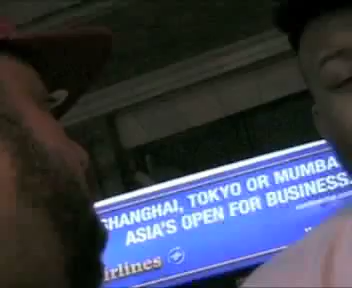 SHANGHAI, TOKYO OR MUMBA
ASIA'S OPEN FOR BUSINESS.
irlines